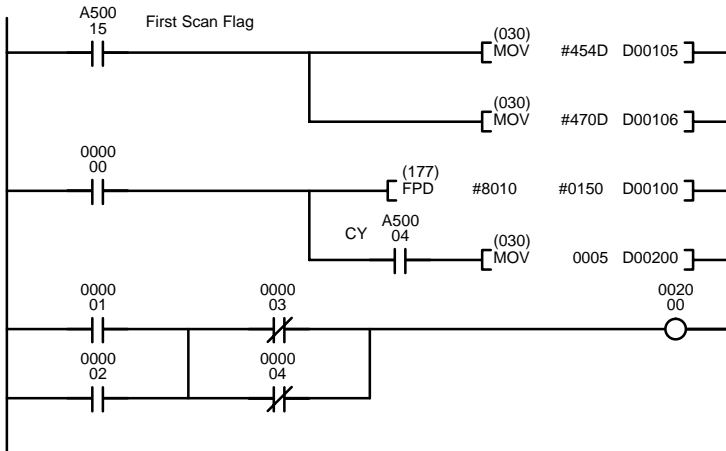 A500
15
First Scan Flag
(030)
MOV #454D D00105
(030)
MOV #470D D00106
0000
00
(177)
FPD #8010 #0150 D00100
CY
A500
04
(030)
MOV 0005 D00200
0000
01
0000
03
0020
00
0000
02
0000
04